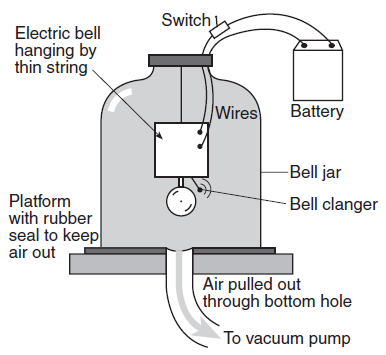 Switch
Electric bell
hanging by
thin string
Wires
Battery
Bell jar
Bell clanger
Platform
with rubber
seal to keep
air out
Air pulled out
through bottom hole
To vacuum pump